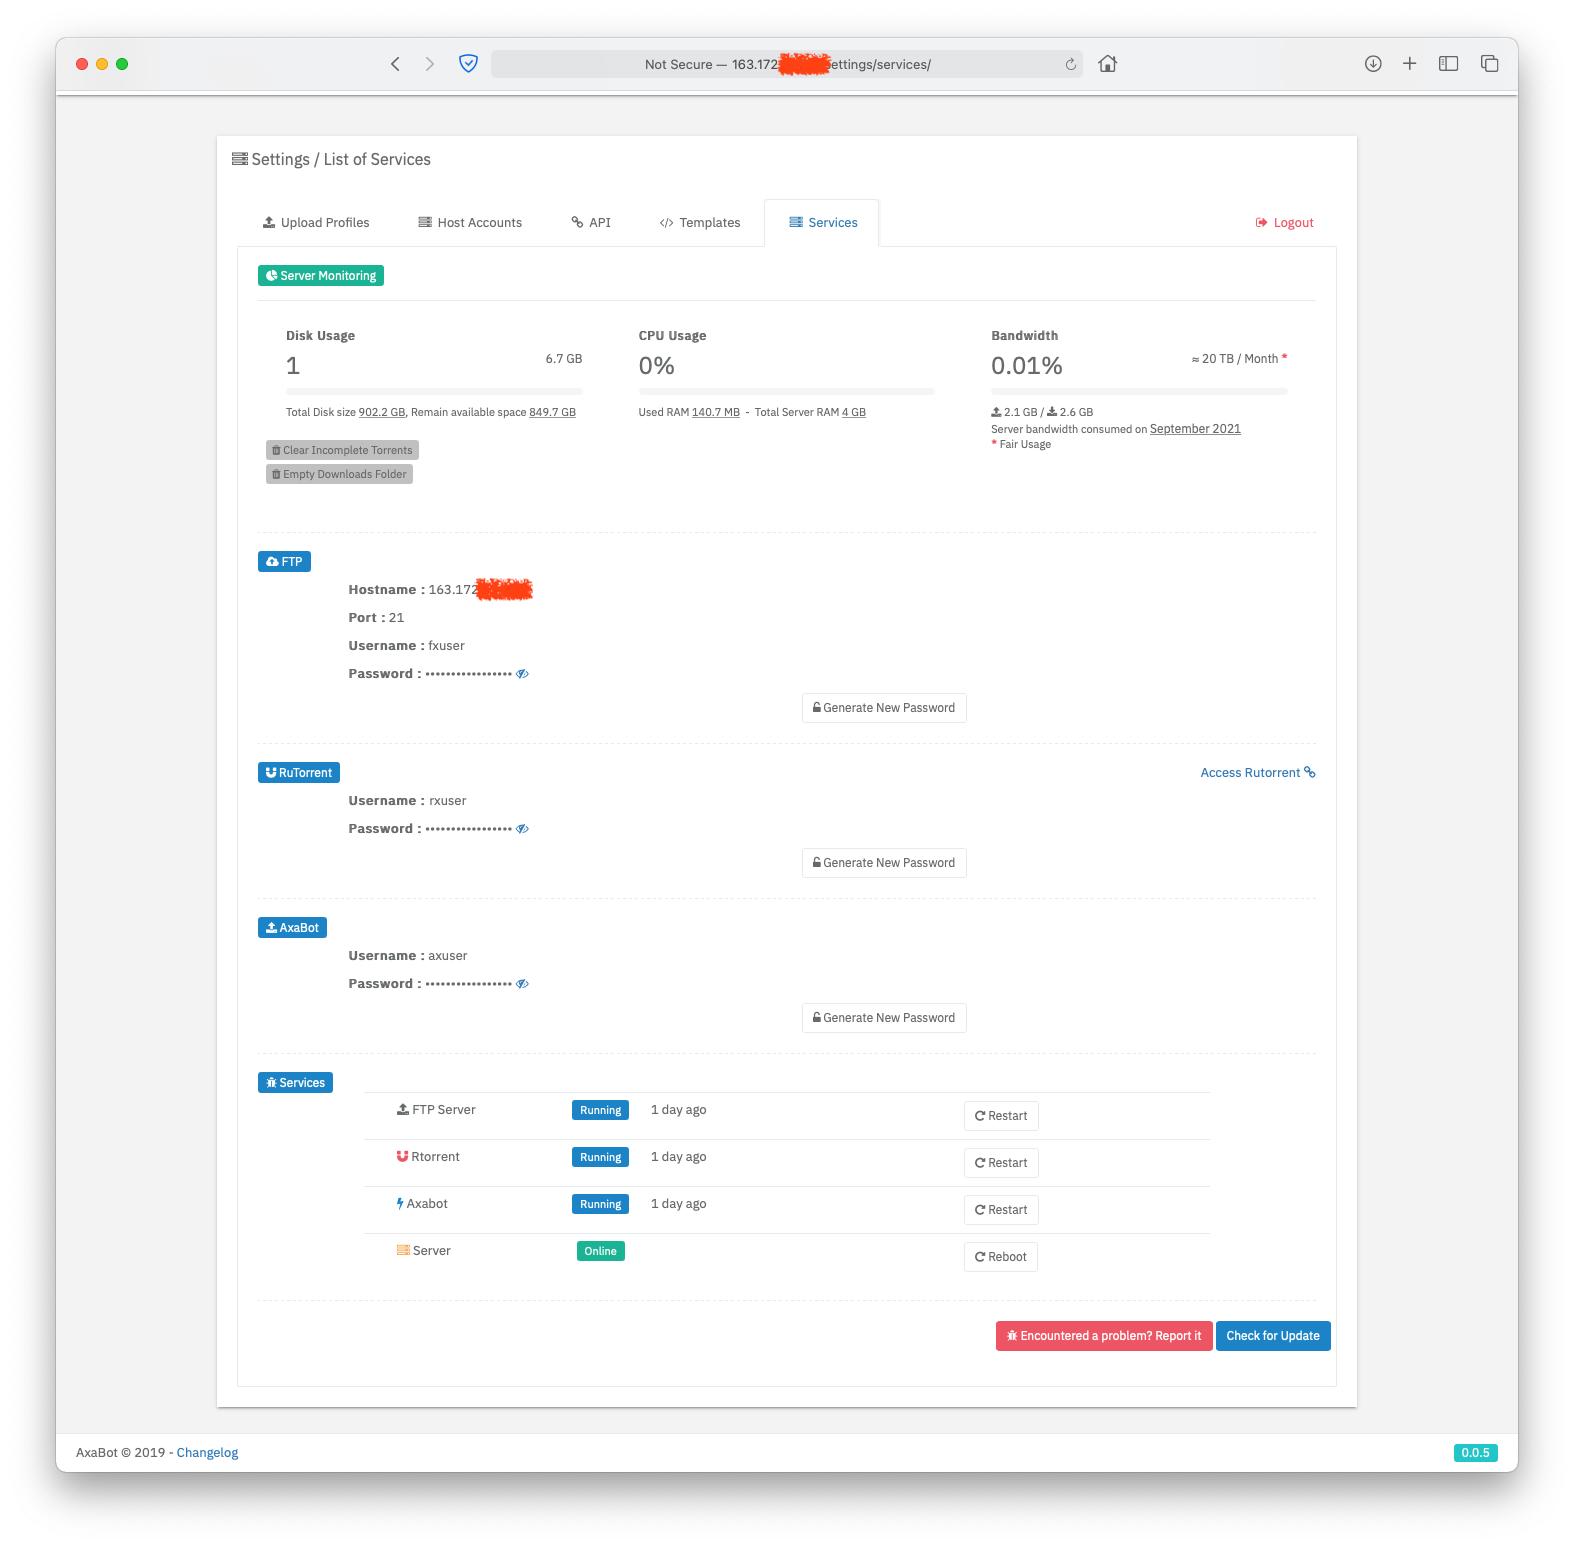 Not Secure — 163.172 ettings/services/
Settings / List of Services
Upload Profiles Host Accounts API Templates Services Logout
Server Monitoring
Disk Usage
1 6.7 GB
Total Disk size 902.2 GB, Remain available space 849.7 GB
Clear Incomplete Torrents
Empty Downloads Folder
CPU Usage
0%
Used RAM 140.7 MB - Total Server RAM 4 GB
Bandwidth
0.01% ≈ 20 TB / Month *
2.1 GB / 2.6 GB
Server bandwidth consumed on September 2021
* Fair Usage
FTP
Hostname : 163.172
Port : 21
Username : fxuser
Password : •••••••••••••••••
Generate New Password
RuTorrent Access Rutorrent
Username : rxuser
Password : •••••••••••••••••
Generate New Password
AxaBot
Username : axuser
Password : •••••••••••••••••
Generate New Password
Services
FTP Server Running 1 day ago Restart
Rtorrent Running 1 day ago Restart
Axabot Running 1 day ago Restart
Server Online Reboot
Encountered a problem? Report it Check for Update
AxaBot © 2019 - Changelog 0.0.5